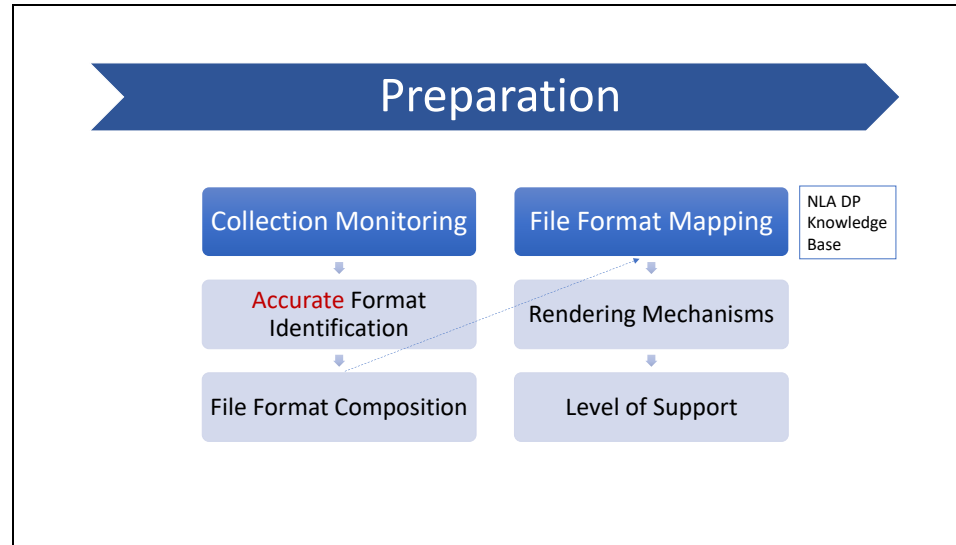 Preparation
Collection Monitoring
Accurate Format
Identification
File Format Composition
File Format Mapping
Rendering Mechanisms
Level of Support
NLA DP
Knowledge
Base